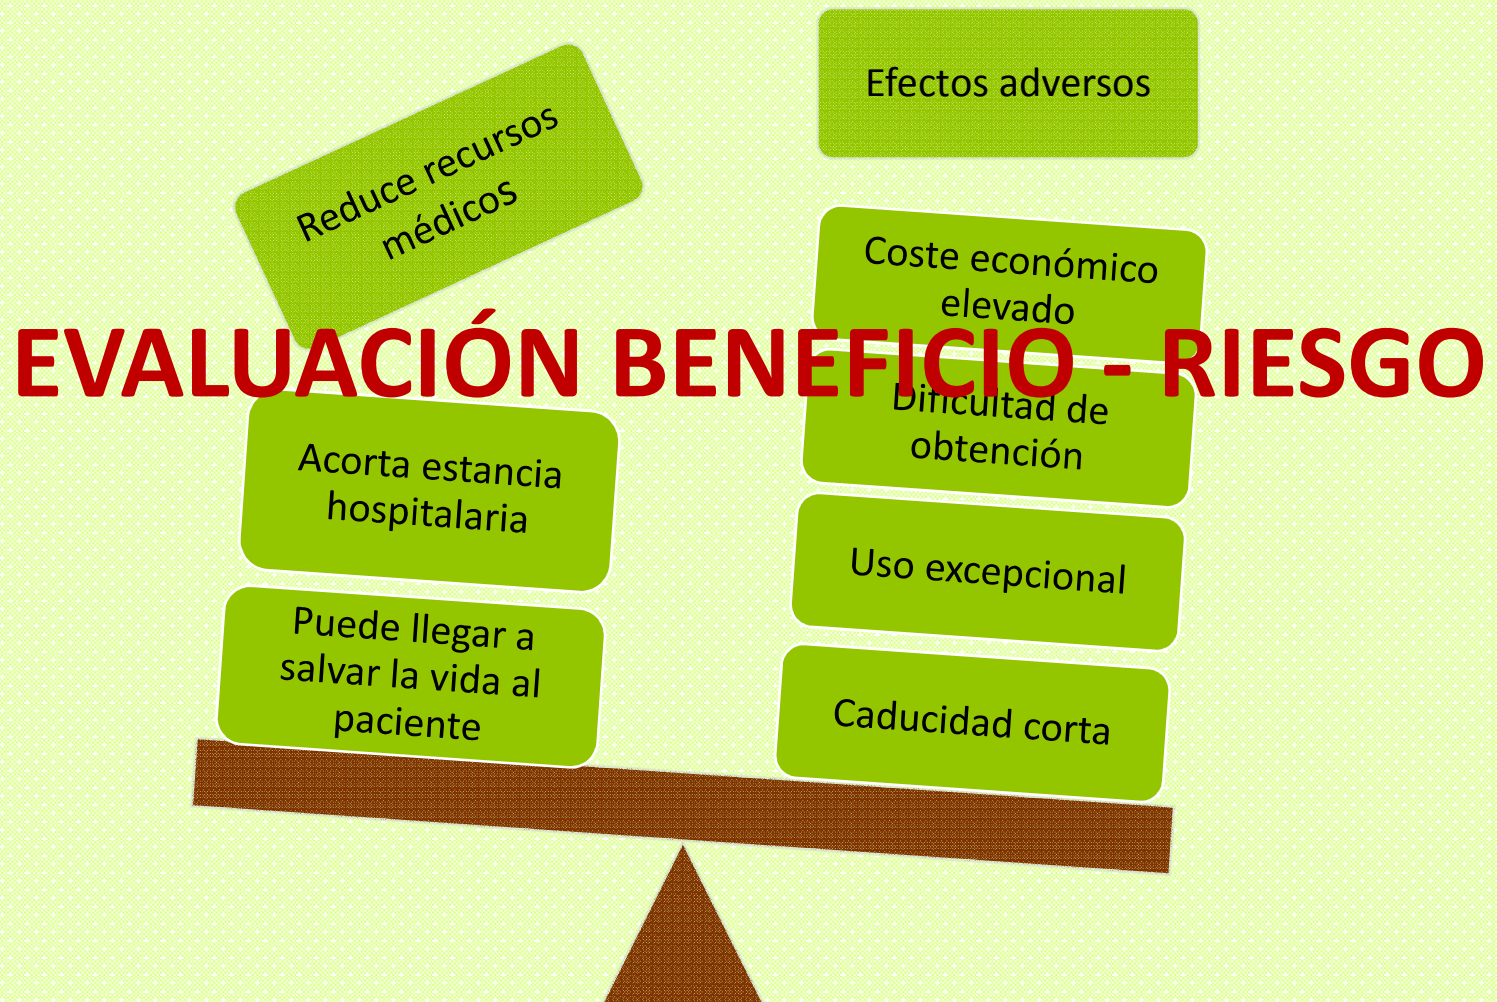 Efectos adversos
Reduce recursos
médicos
Coste económico
elevado
EVALUACIÓN BENEFICIO - RIESGO
Dificultad de
obtención
Acorta estancia
hospitalaria
Uso excepcional
Puede llegar a
salvar la vida al
paciente
Caducidad corta